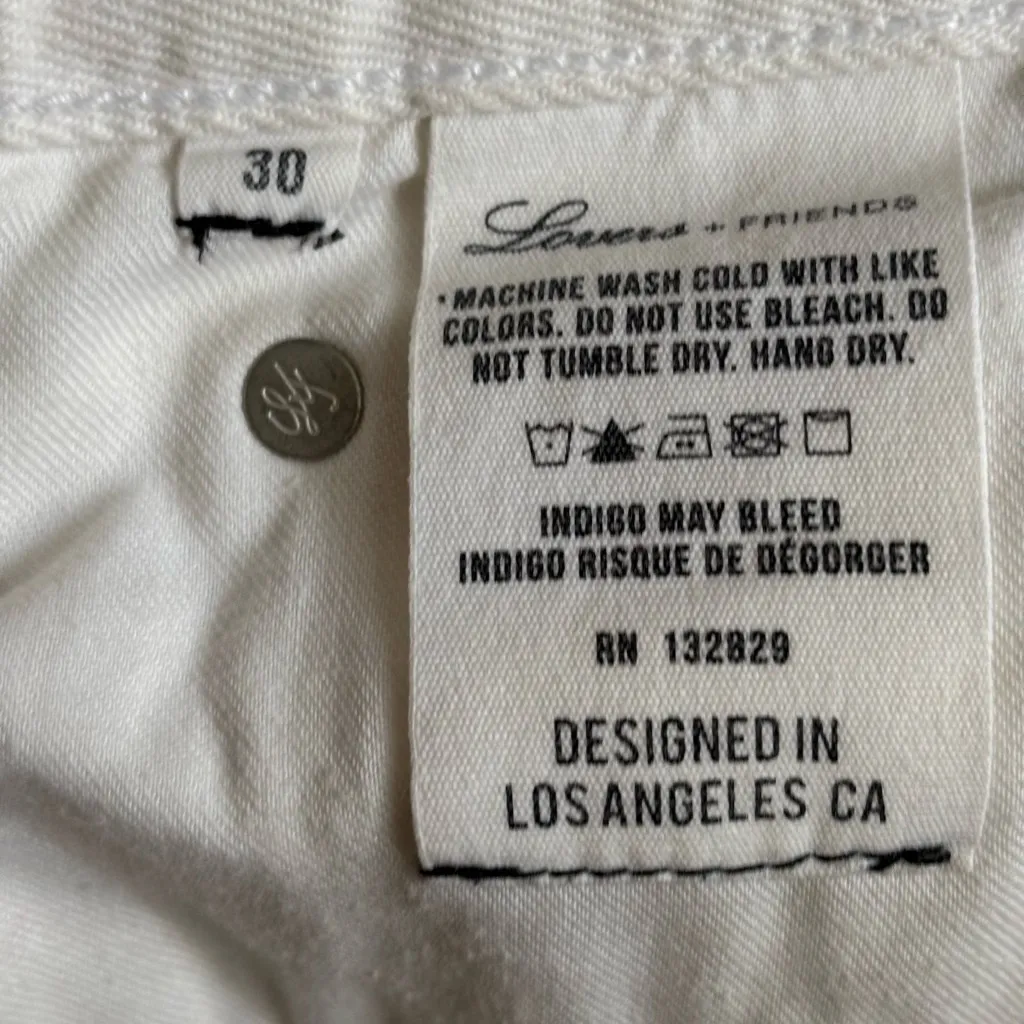 30
Lovers + FRIENDS
•MACHINE WASH COLD WITH LIKE
COLORS. DO NOT USE BLEACH. DO
NOT TUMBLE DRY. HANG DRY.
INDIGO MAY BLEED
INDIGO RISQUE DE DÉGORGER
RN 132829
DESIGNED IN
LOS ANGELES CA